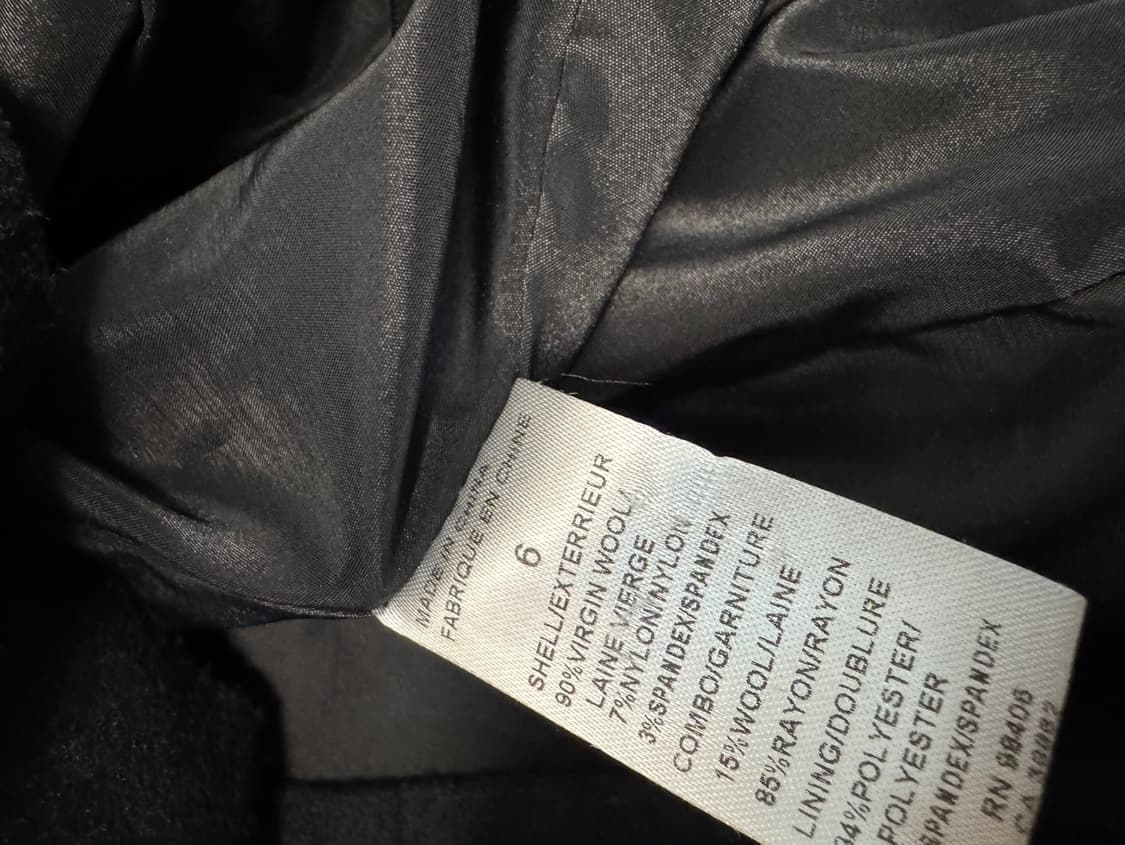 MADE IN CHINA
FABRIQUE EN CHINE
6
SHELL/EXTERRIEUR
90%VIRGIN WOOL/
LAINE VIERGE
7%NYLON/NYLON
3%SPANDEX/SPANDEX
COMBO/GARNITURE
15%WOOL/LAINE
85%RAYON/RAYON
LINING/DOUBLURE
POLYESTER/
POLYESTER
SPANDEX/SPANDEX
RN
CA